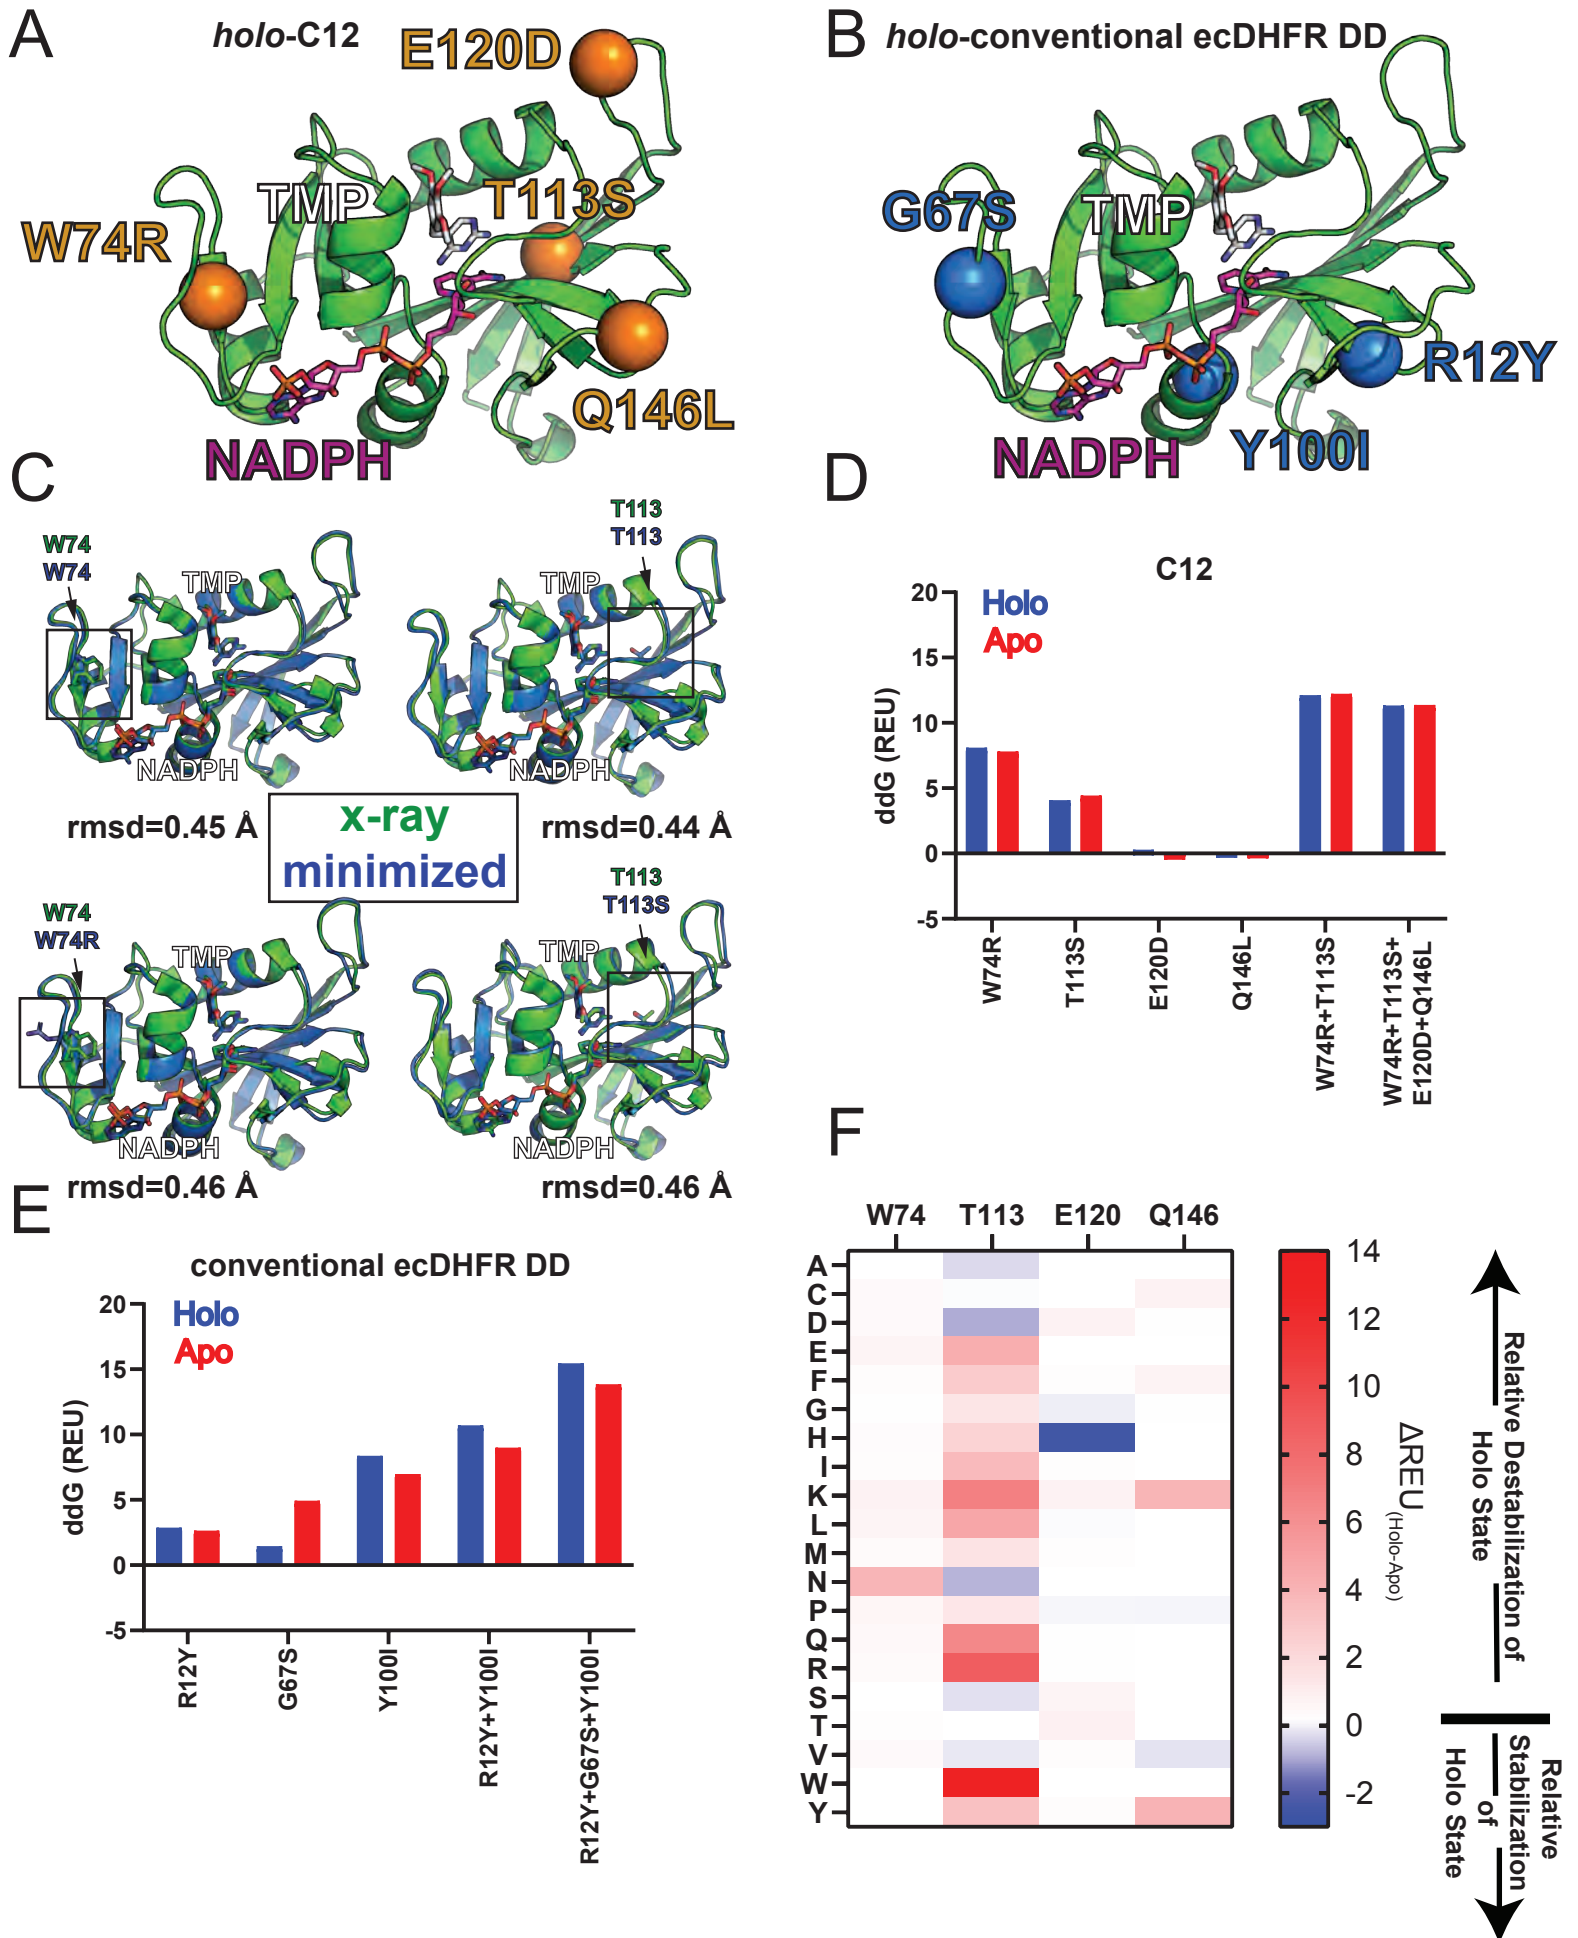 A
holo-C12
E120D
TMP
T113S
W74R
Q146L
NADPH
B
holo-conventional ecDHFR DD
G67S
TMP
R12Y
Y100I
NADPH
C
W74
W74
TMP
NADPH
rmsd=0.45 Å
T113
T113
TMP
NADPH
rmsd=0.44 Å
x-ray
minimized
W74
W74R
TMP
NADPH
rmsd=0.46 Å
T113
T113S
TMP
NADPH
rmsd=0.46 Å
D
C12
Holo
Apo
ddG (REU)
20
15
10
5
0
-5
W74R
T113S
E120D
Q146L
W74R+T113S
W74R+T113S+
E120D+Q146L
E
conventional ecDHFR DD
Holo
Apo
ddG (REU)
20
15
10
5
0
-5
R12Y
G67S
Y100I
R12Y+Y100I
R12Y+G67S+Y100I
F
W74 T113 E120 Q146
A
C
D
E
F
G
H
I
K
L
M
N
P
Q
R
S
T
V
W
Y
14
12
10
8
6
4
2
0
-2
ΔREU(Holo-Apo)
Relative Destabilization of
Holo State
Relative
Stabilization
of
Holo State